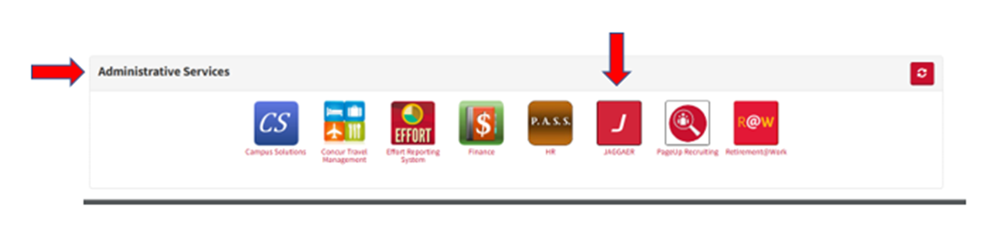 Administrative Services
CS
EFFORT
$
P.A.S.S.
J
R@W
Campus Solutions
Concur Travel
Management
Effort Reporting
System
Finance
HR
JAGGAER
PageUp Recruiting
Retirement@Work